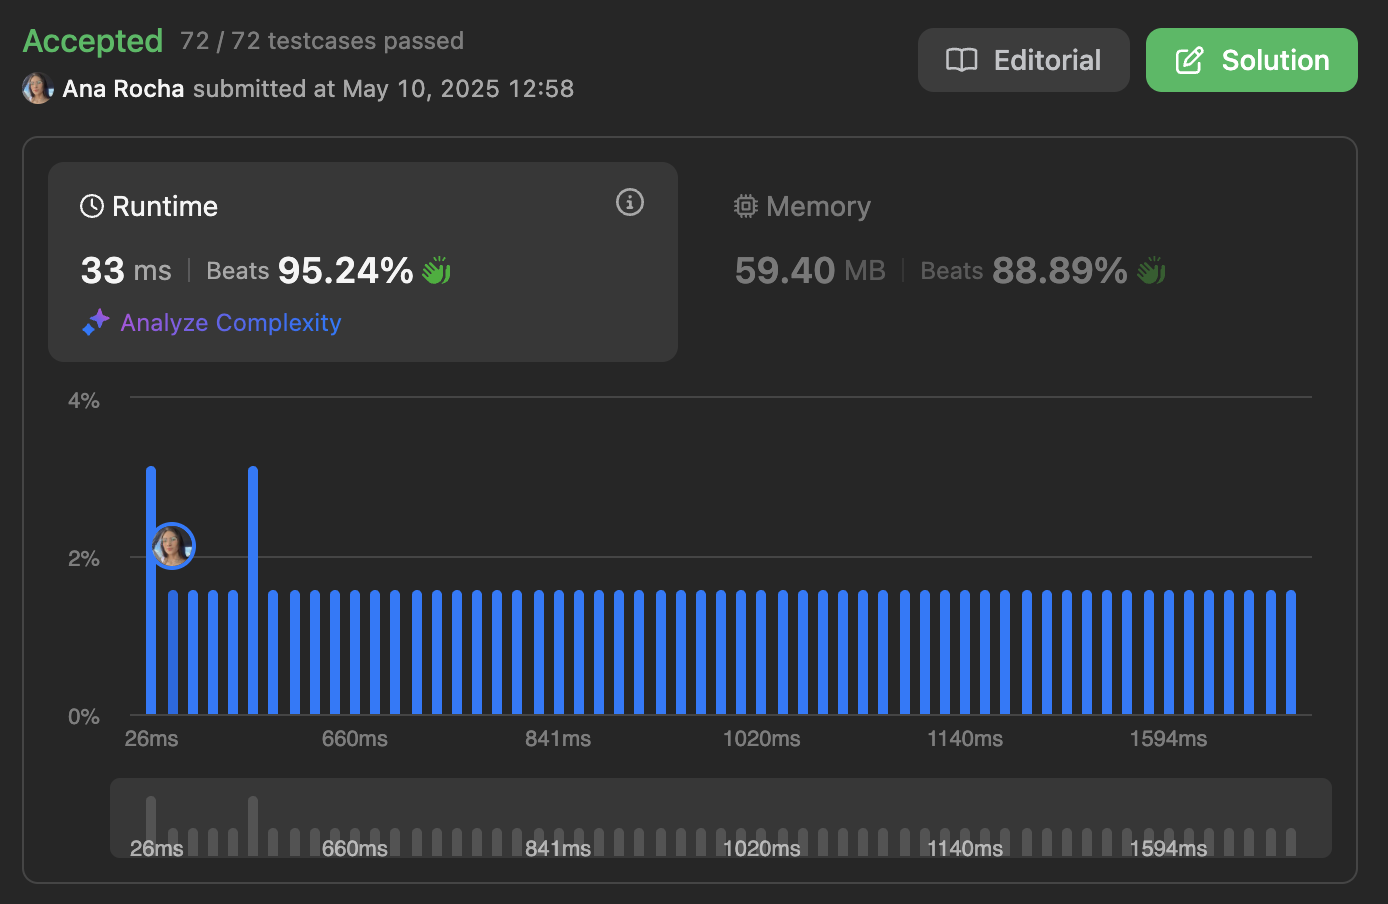 Accepted 72 / 72 testcases passed
Ana Rocha submitted at May 10, 2025 12:58
Editorial
Solution
Runtime
33 ms | Beats 95.24%
Analyze Complexity
Memory
59.40 MB | Beats 88.89%
4%
2%
0%
26ms 660ms 841ms 1020ms 1140ms 1594ms
26ms 660ms 841ms 1020ms 1140ms 1594ms